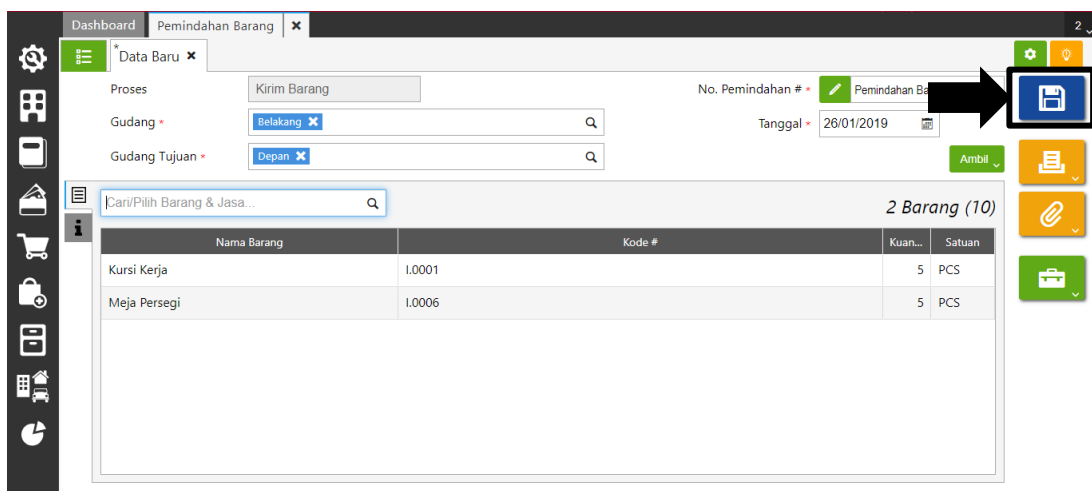 Dashboard Pemindahan Barang 2
*Data Baru
Proses Kirim Barang No. Pemindahan # * Pemindahan Ba
Gudang * Belakang Tanggal * 26/01/2019
Gudang Tujuan * Depan Ambil
Cari/Pilih Barang & Jasa... 2 Barang (10)
Nama Barang Kode # Kuan... Satuan
Kursi Kerja I.0001 5 PCS
Meja Persegi I.0006 5 PCS